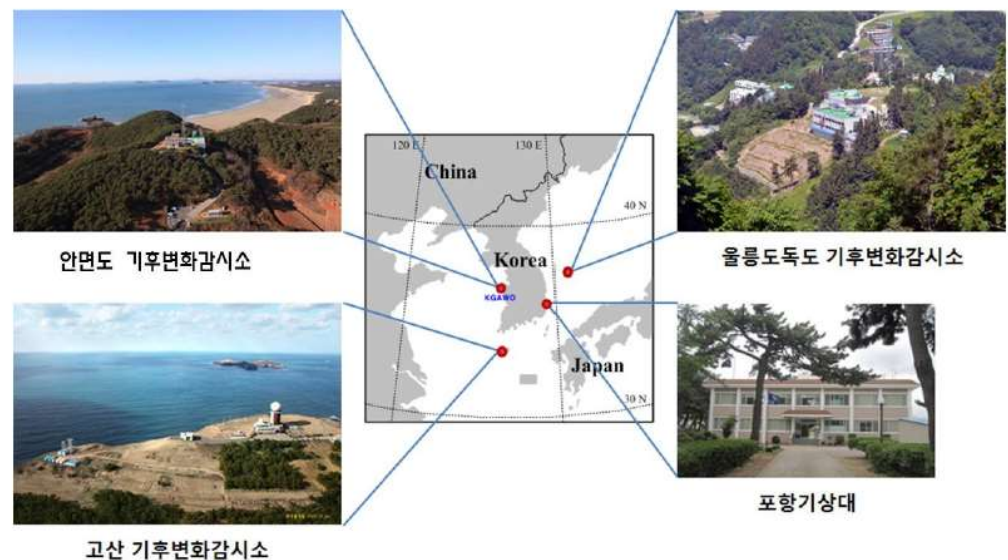 안면도 기후변화감시소
울릉도독도 기후변화감시소
120 E
130 E
China
40 N
Korea
KGAWO
Japan
30 N
고산 기후변화감시소
포항기상대